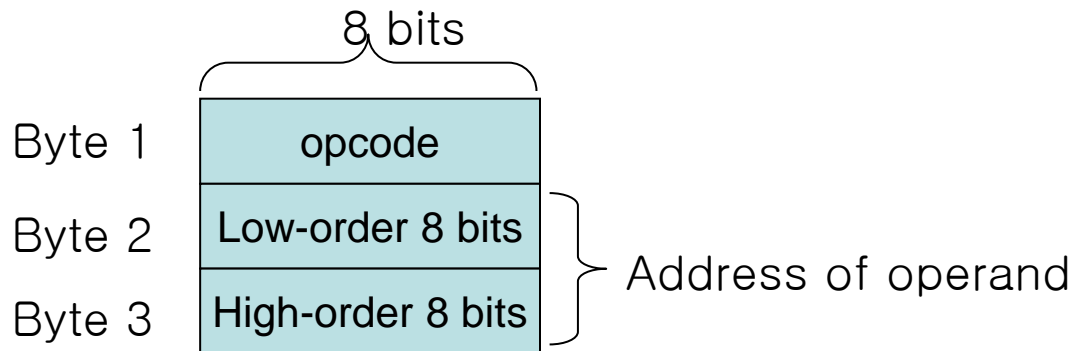 8 bits
Byte 1
opcode
Byte 2
Low-order 8 bits
Address of operand
Byte 3
High-order 8 bits